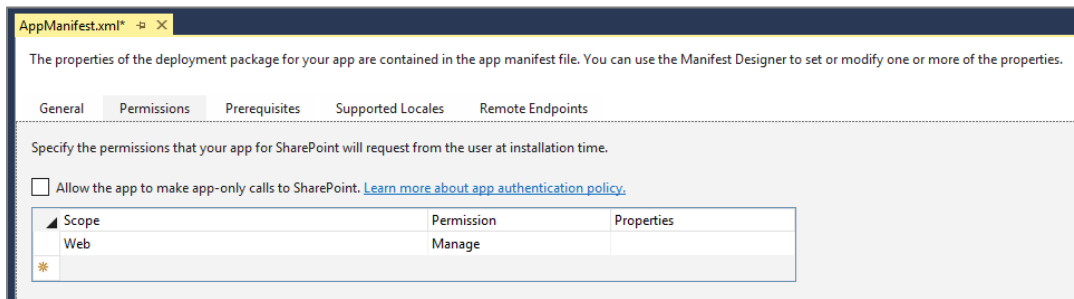 AppManifest.xml*
The properties of the deployment package for your app are contained in the app manifest file. You can use the Manifest Designer to set or modify one or more of the properties.
General Permissions Prerequisites Supported Locales Remote Endpoints
Specify the permissions that your app for SharePoint will request from the user at installation time.
Allow the app to make app-only calls to SharePoint. Learn more about app authentication policy.
Scope Permission Properties
Web Manage